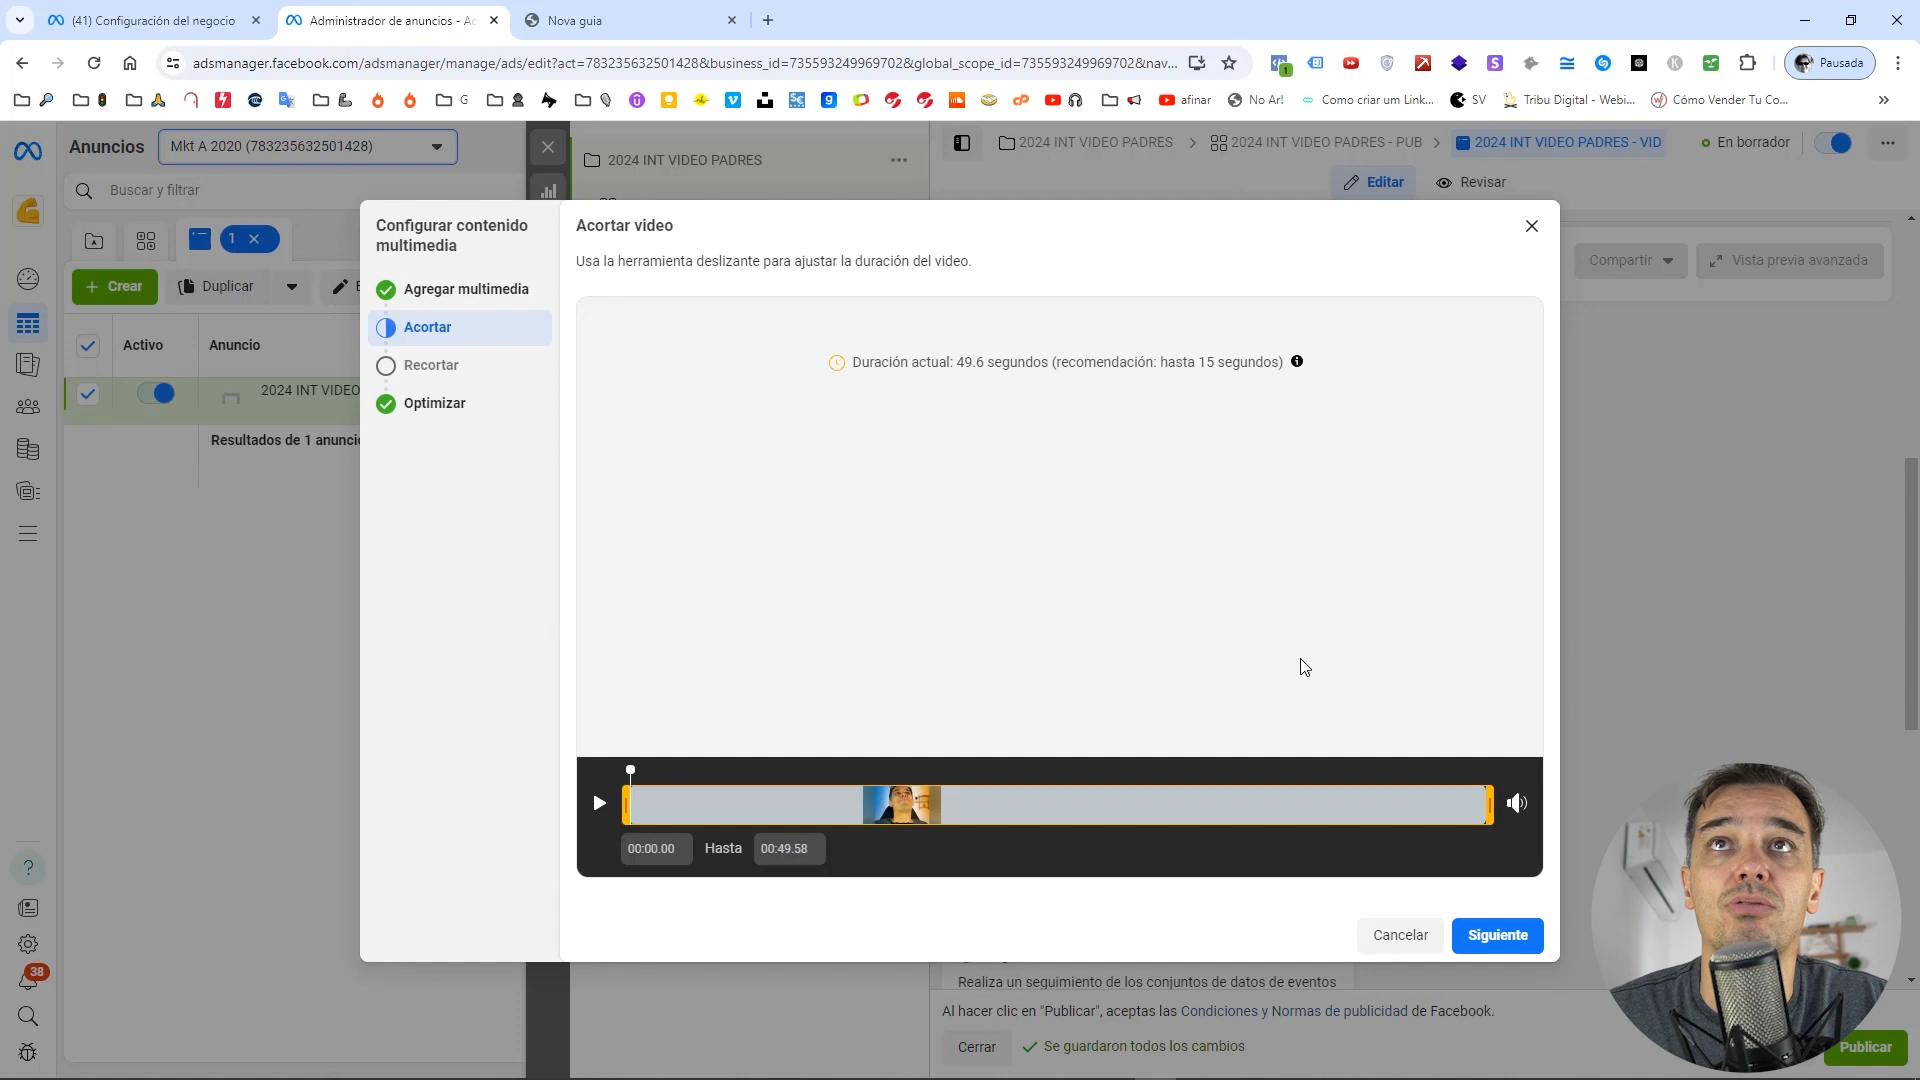 (41) Configuración del negocio
Administrador de anuncios - Ac
Nova guia
adsmanager.facebook.com/adsmanager/manage/ads/edit?act=783235632501428&business_id=735593249969702&global_scope_id=735593249969702&nav...
1
Pausada
G
afinar
No Ar!
Como criar um Link...
SV
Tribu Digital - Webi...
Cómo Vender Tu Co...
Anuncios
Mkt A 2020 (783235632501428)
2024 INT VIDEO PADRES
2024 INT VIDEO PADRES
2024 INT VIDEO PADRES - PUB
2024 INT VIDEO PADRES - VID
En borrador
Buscar y filtrar
Editar
Revisar
1
Compartir
Vista previa avanzada
Crear
Duplicar
Activo
Anuncio
2024 INT VIDEO
Resultados de 1 anuncio
Configurar contenido
multimedia
Agregar multimedia
Acortar
Recortar
Optimizar
Acortar video
Usa la herramienta deslizante para ajustar la duración del video.
Duración actual: 49.6 segundos (recomendación: hasta 15 segundos)
00:00.00
Hasta
00:49.58
Cancelar
Siguiente
38
Realiza un seguimiento de los conjuntos de datos de eventos
Al hacer clic en "Publicar", aceptas las Condiciones y Normas de publicidad de Facebook.
Cerrar
Se guardaron todos los cambios
Publicar